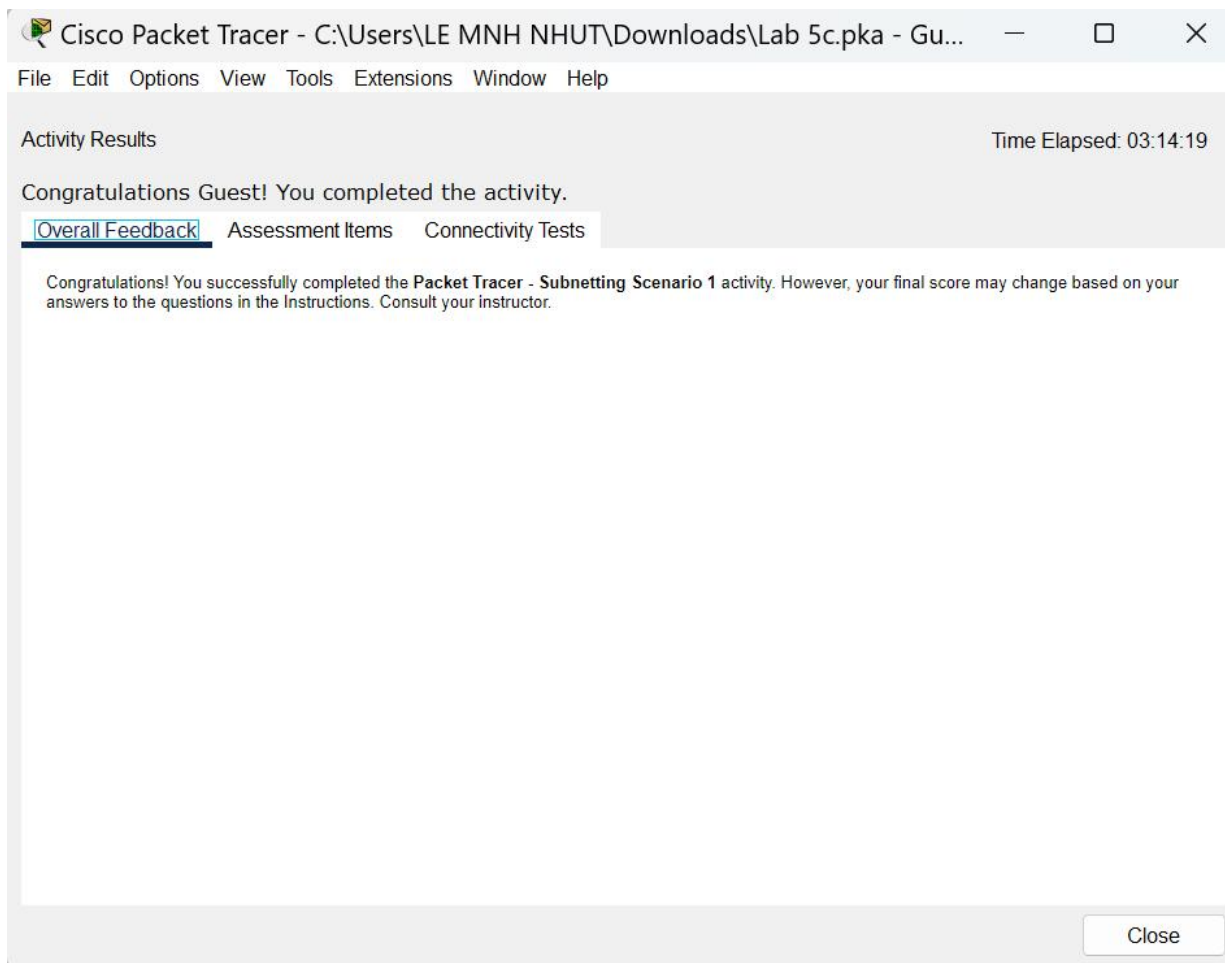 Cisco Packet Tracer - C:\Users\LE MNH NHUT\Downloads\Lab 5c.pka - Gu...
File Edit Options View Tools Extensions Window Help
Activity Results
Time Elapsed: 03:14:19
Congratulations Guest! You completed the activity.
Overall Feedback Assessment Items Connectivity Tests
Congratulations! You successfully completed the Packet Tracer - Subnetting Scenario 1 activity. However, your final score may change based on your
answers to the questions in the Instructions. Consult your instructor.
Close